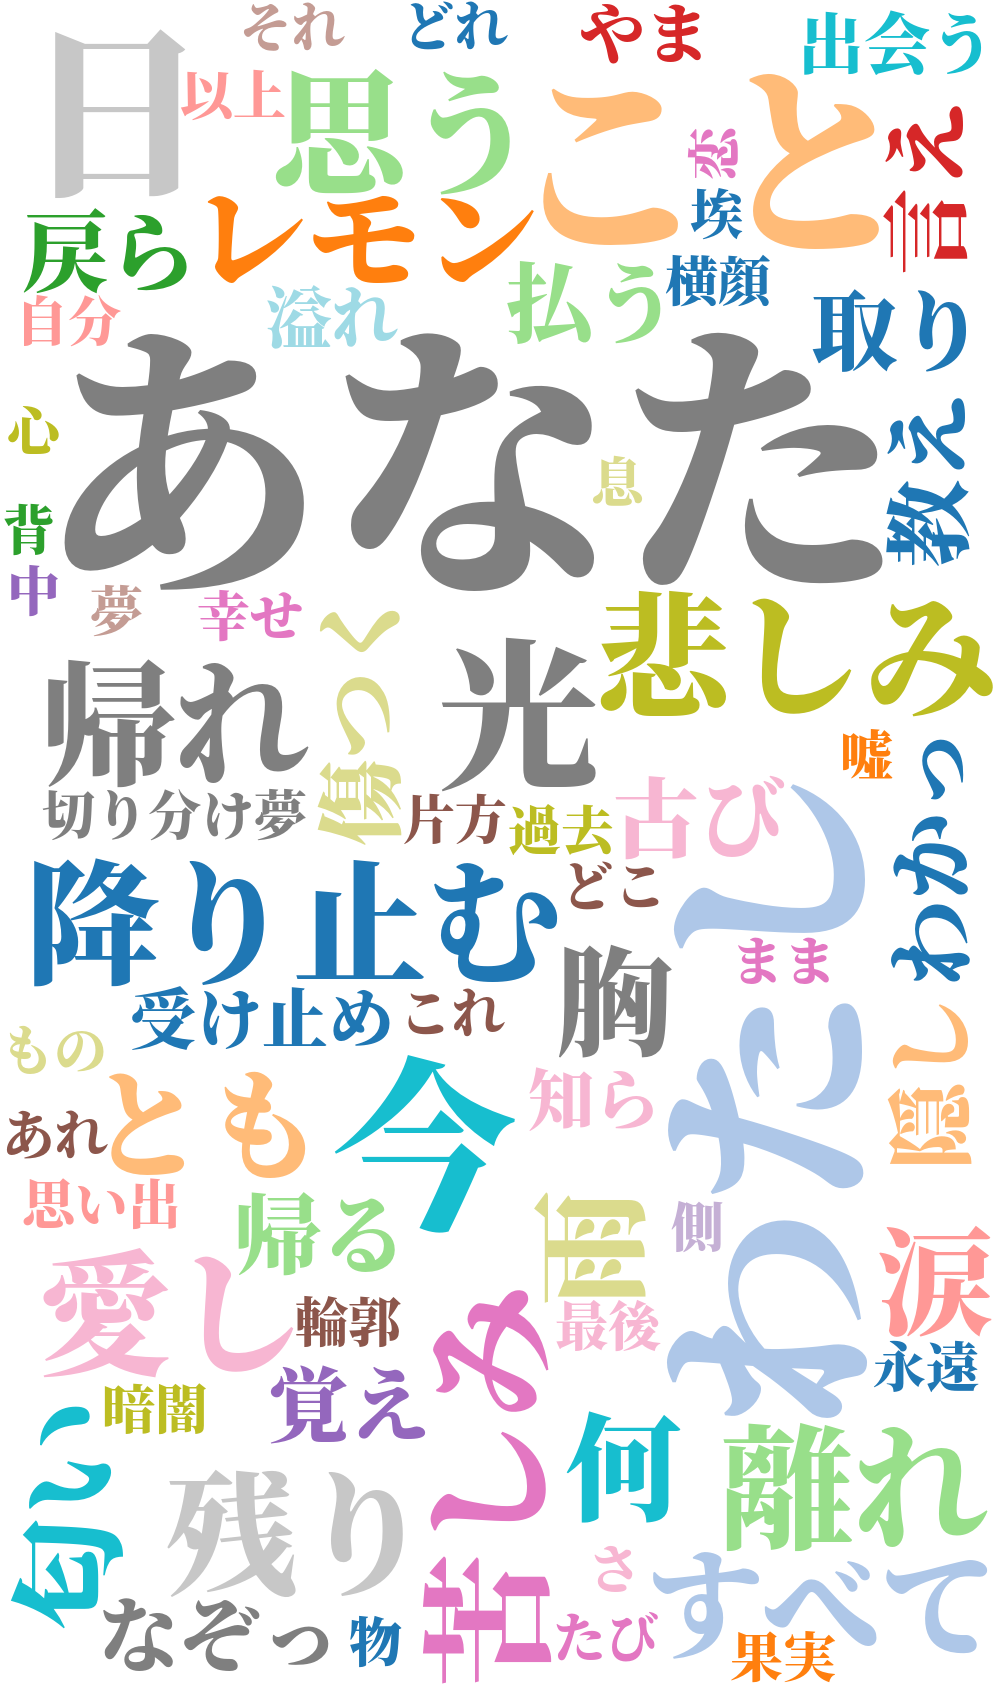 それ
どれ
やま
出会う
日
以上
思う
こと
恋
言え
戻ら
レモン
埃
横顔
自分
溢れ
払う
取り
あなた
心
息
教え
背
中
夢
幸せ
傷つく
悲しみ
帰れ
光
嘘
わかっ
切り分け夢
片方
過去
古び
降り止む
どこ
わたし
胸
まま
受け止め
これ
隠し
もの
とも
今
知ら
あれ
思い出
帰る
雨
側
涙
愛し
輪郭
苦しみ
最後
永遠
暗闇
覚え
匂い
残り
何
離れ
さ
すべて
なぞっ
物
たび
果実